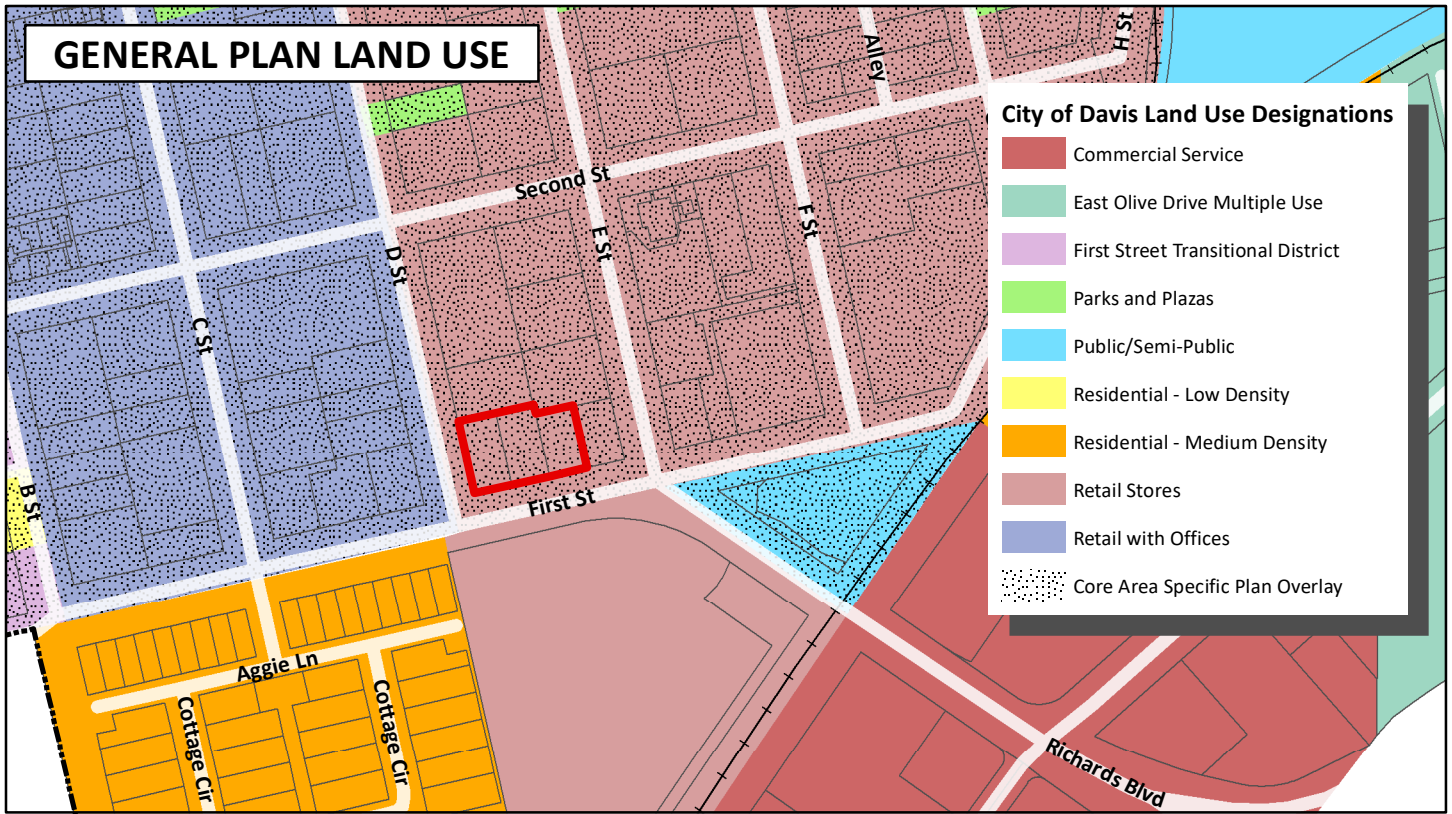 GENERAL PLAN LAND USE
H St
Alley
City of Davis Land Use Designations
Commercial Service
East Olive Drive Multiple Use
First Street Transitional District
Parks and Plazas
Public/Semi-Public
Residential - Low Density
Residential - Medium Density
Retail Stores
Retail with Offices
Core Area Specific Plan Overlay
Second St
F St
E St
D St
C St
B St
First St
Aggie Ln
Cottage Cir
Cottage Cir
Richards Blvd